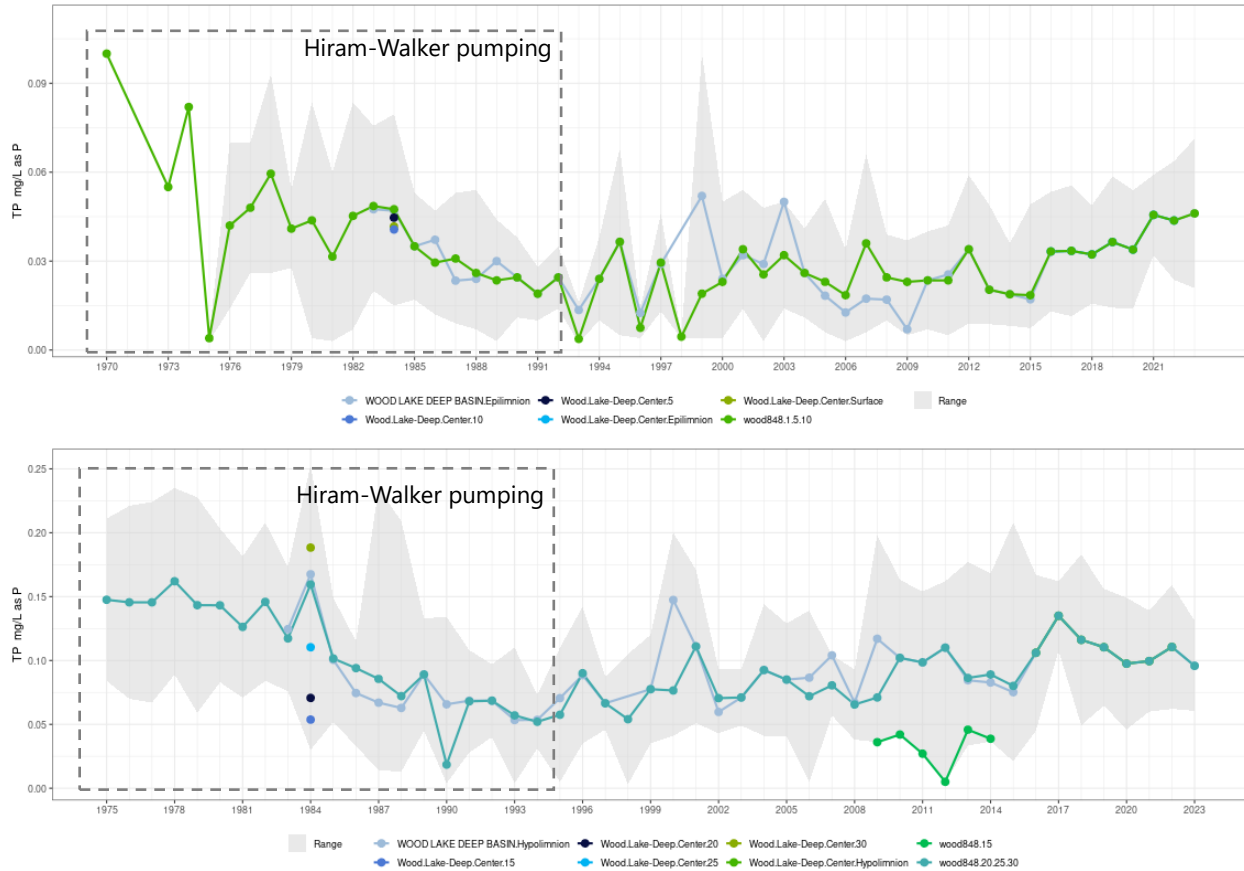 Hiram-Walker pumping
0.09
0.06
0.03
0.00
TP mg/L as P
1970 1973 1976 1979 1982 1985 1988 1991 1994 1997 2000 2003 2006 2009 2012 2015 2018 2021
WOOD LAKE DEEP BASIN.Epilimnion Wood.Lake-Deep.Center.5 Wood.Lake-Deep.Center.Surface Range
Wood.Lake-Deep.Center.10 Wood.Lake-Deep.Center.Epilimnion wood848.1.5.10
0.25
Hiram-Walker pumping
0.20
0.15
0.10
0.05
0.00
TP mg/L as P
1975 1978 1981 1984 1987 1990 1993 1996 1999 2002 2005 2008 2011 2014 2017 2020 2023
Range WOOD LAKE DEEP BASIN.Hypolimnion Wood.Lake-Deep.Center.20 Wood.Lake-Deep.Center.30 wood848.15
Wood.Lake-Deep.Center.15 Wood.Lake-Deep.Center.25 Wood.Lake-Deep.Center.Hypolimnion wood848.20.25.30